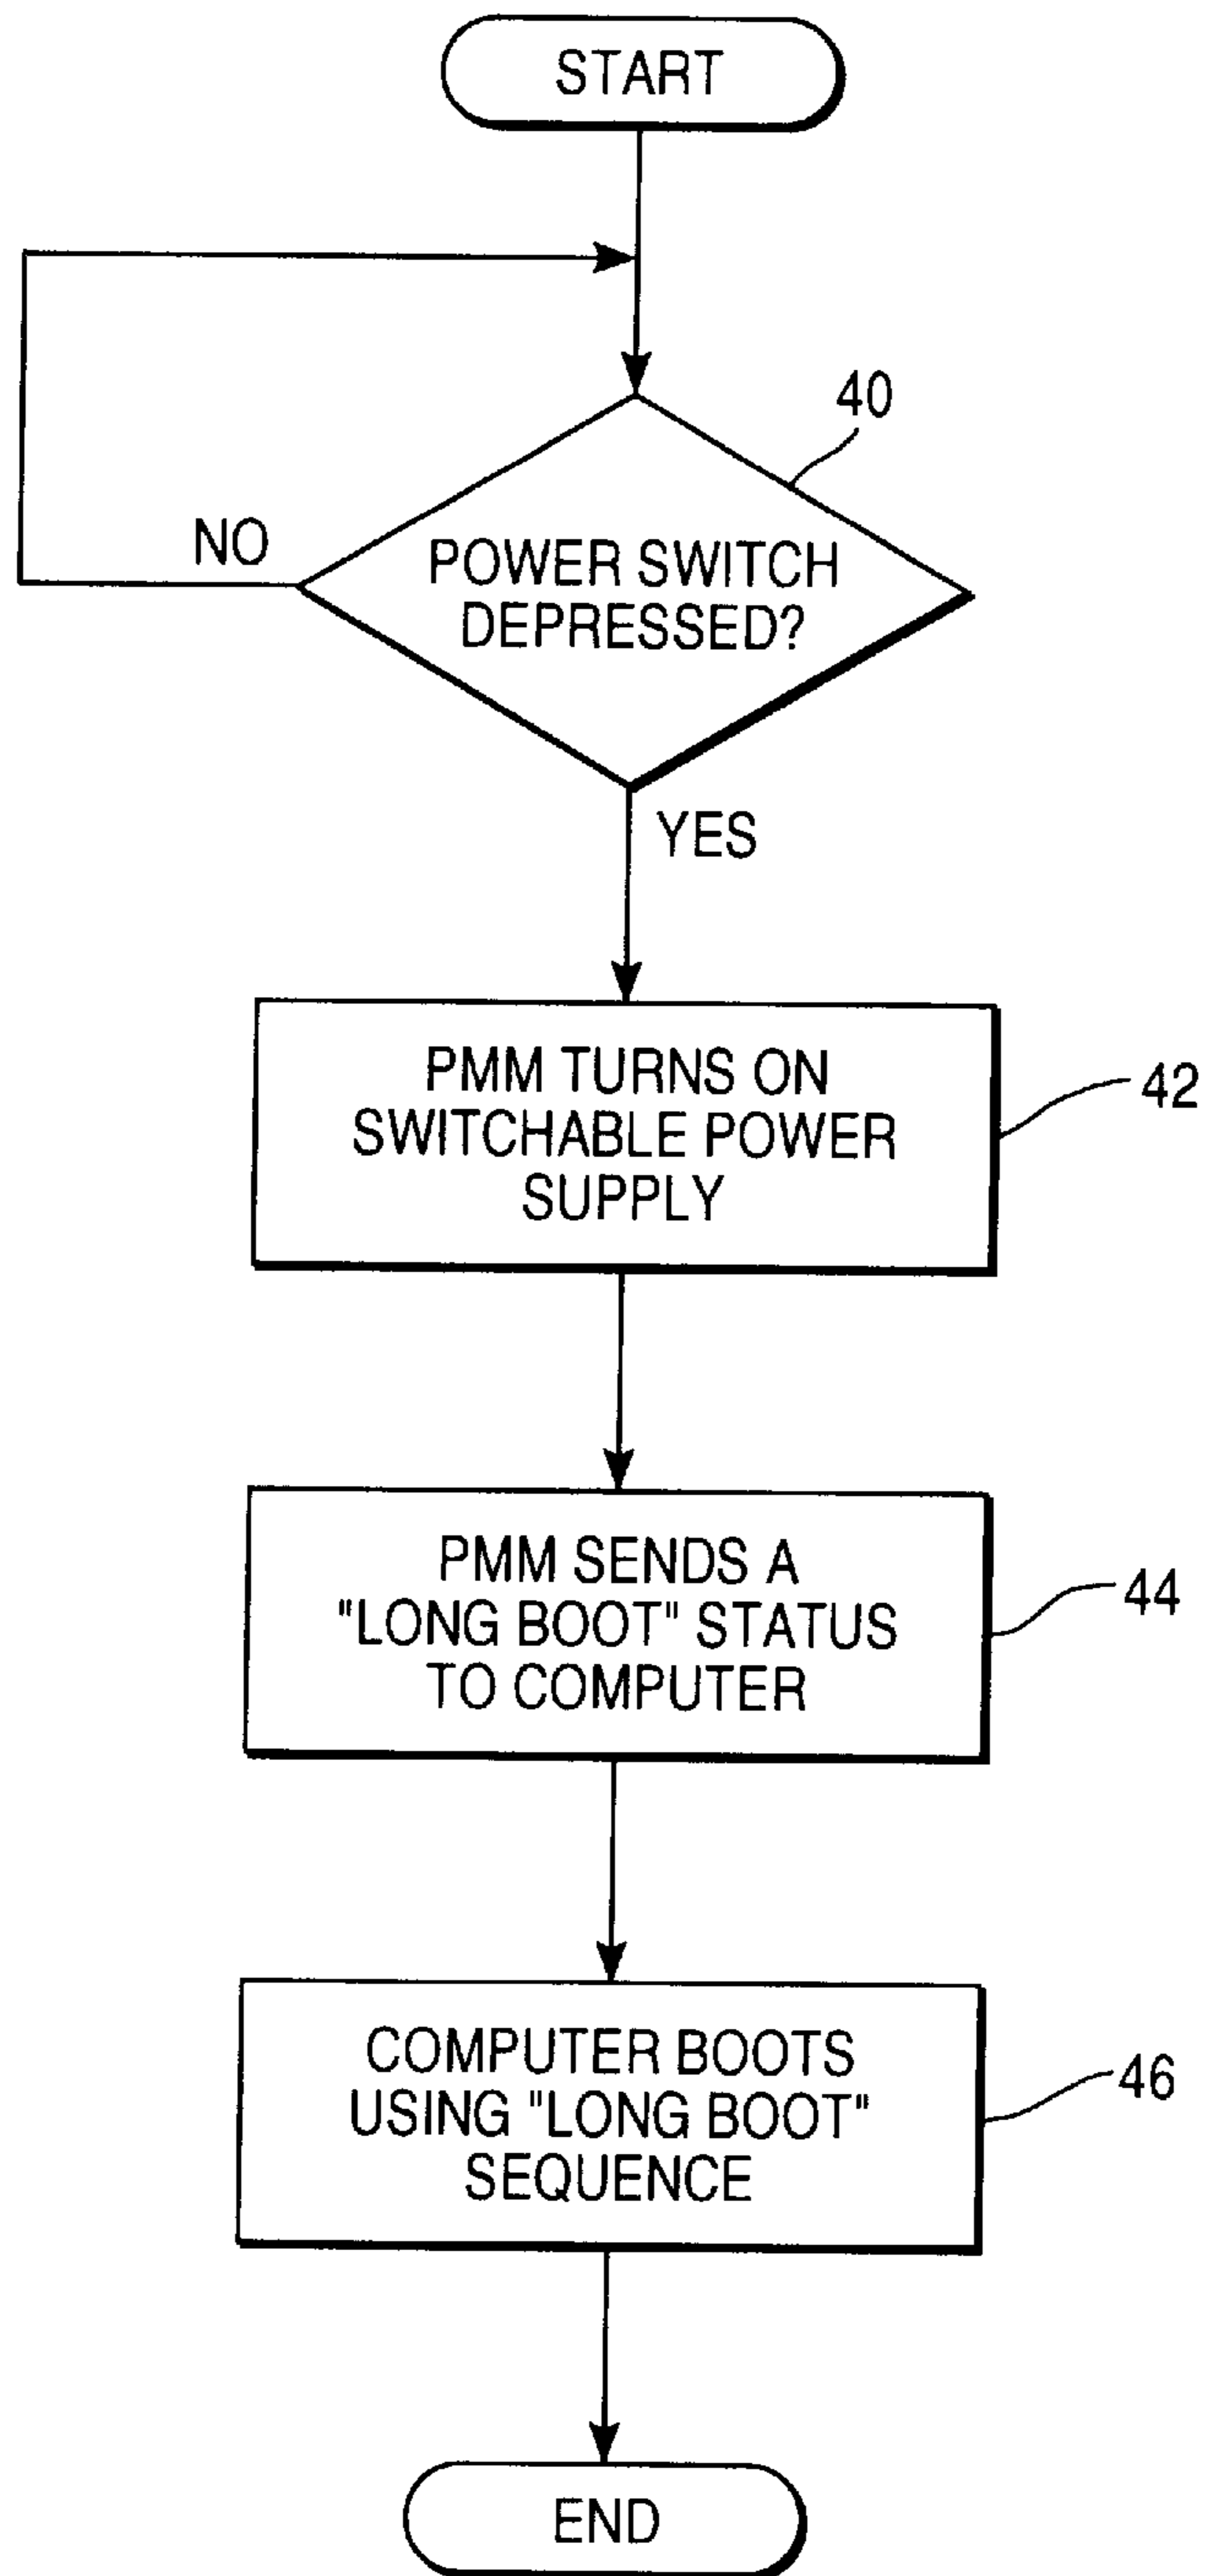 START
40
NO
POWER SWITCH
DEPRESSED?
YES
PMM TURNS ON
SWITCHABLE POWER
SUPPLY
42
PMM SENDS A
"LONG BOOT" STATUS
TO COMPUTER
44
COMPUTER BOOTS
USING "LONG BOOT"
SEQUENCE
46
END